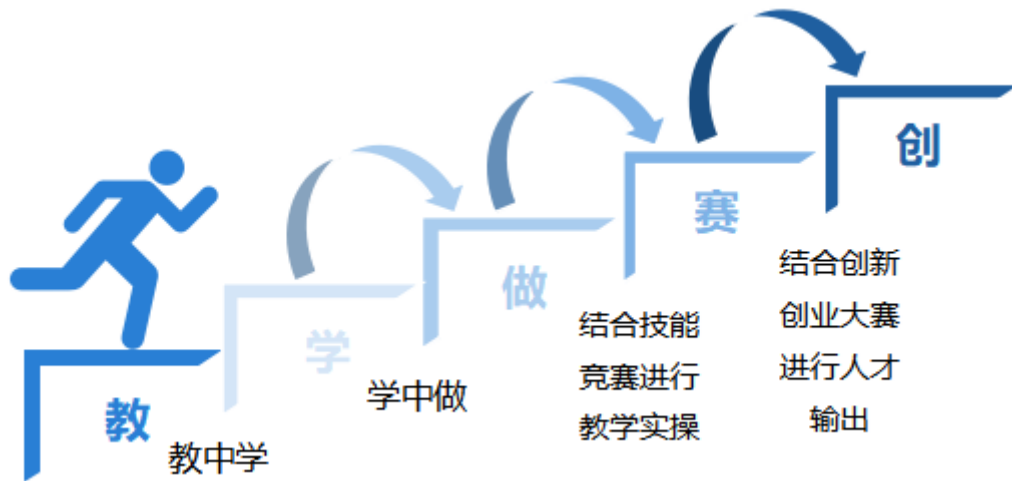 教
教中学
学
学中做
做
赛
结合技能
竞赛进行
教学实操
创
结合创新
创业大赛
进行人才
输出